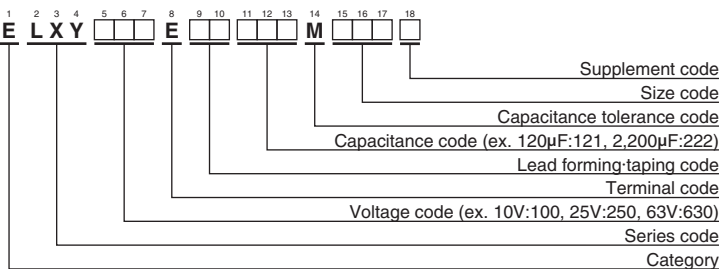 1 2 3 4 5 6 7 8 9 10 11 12 13 14 15 16 17 18
E L X Y E M
Supplement code
Size code
Capacitance tolerance code
Capacitance code (ex. 120µF:121, 2,200µF:222)
Lead forming·taping code
Terminal code
Voltage code (ex. 10V:100, 25V:250, 63V:630)
Series code
Category